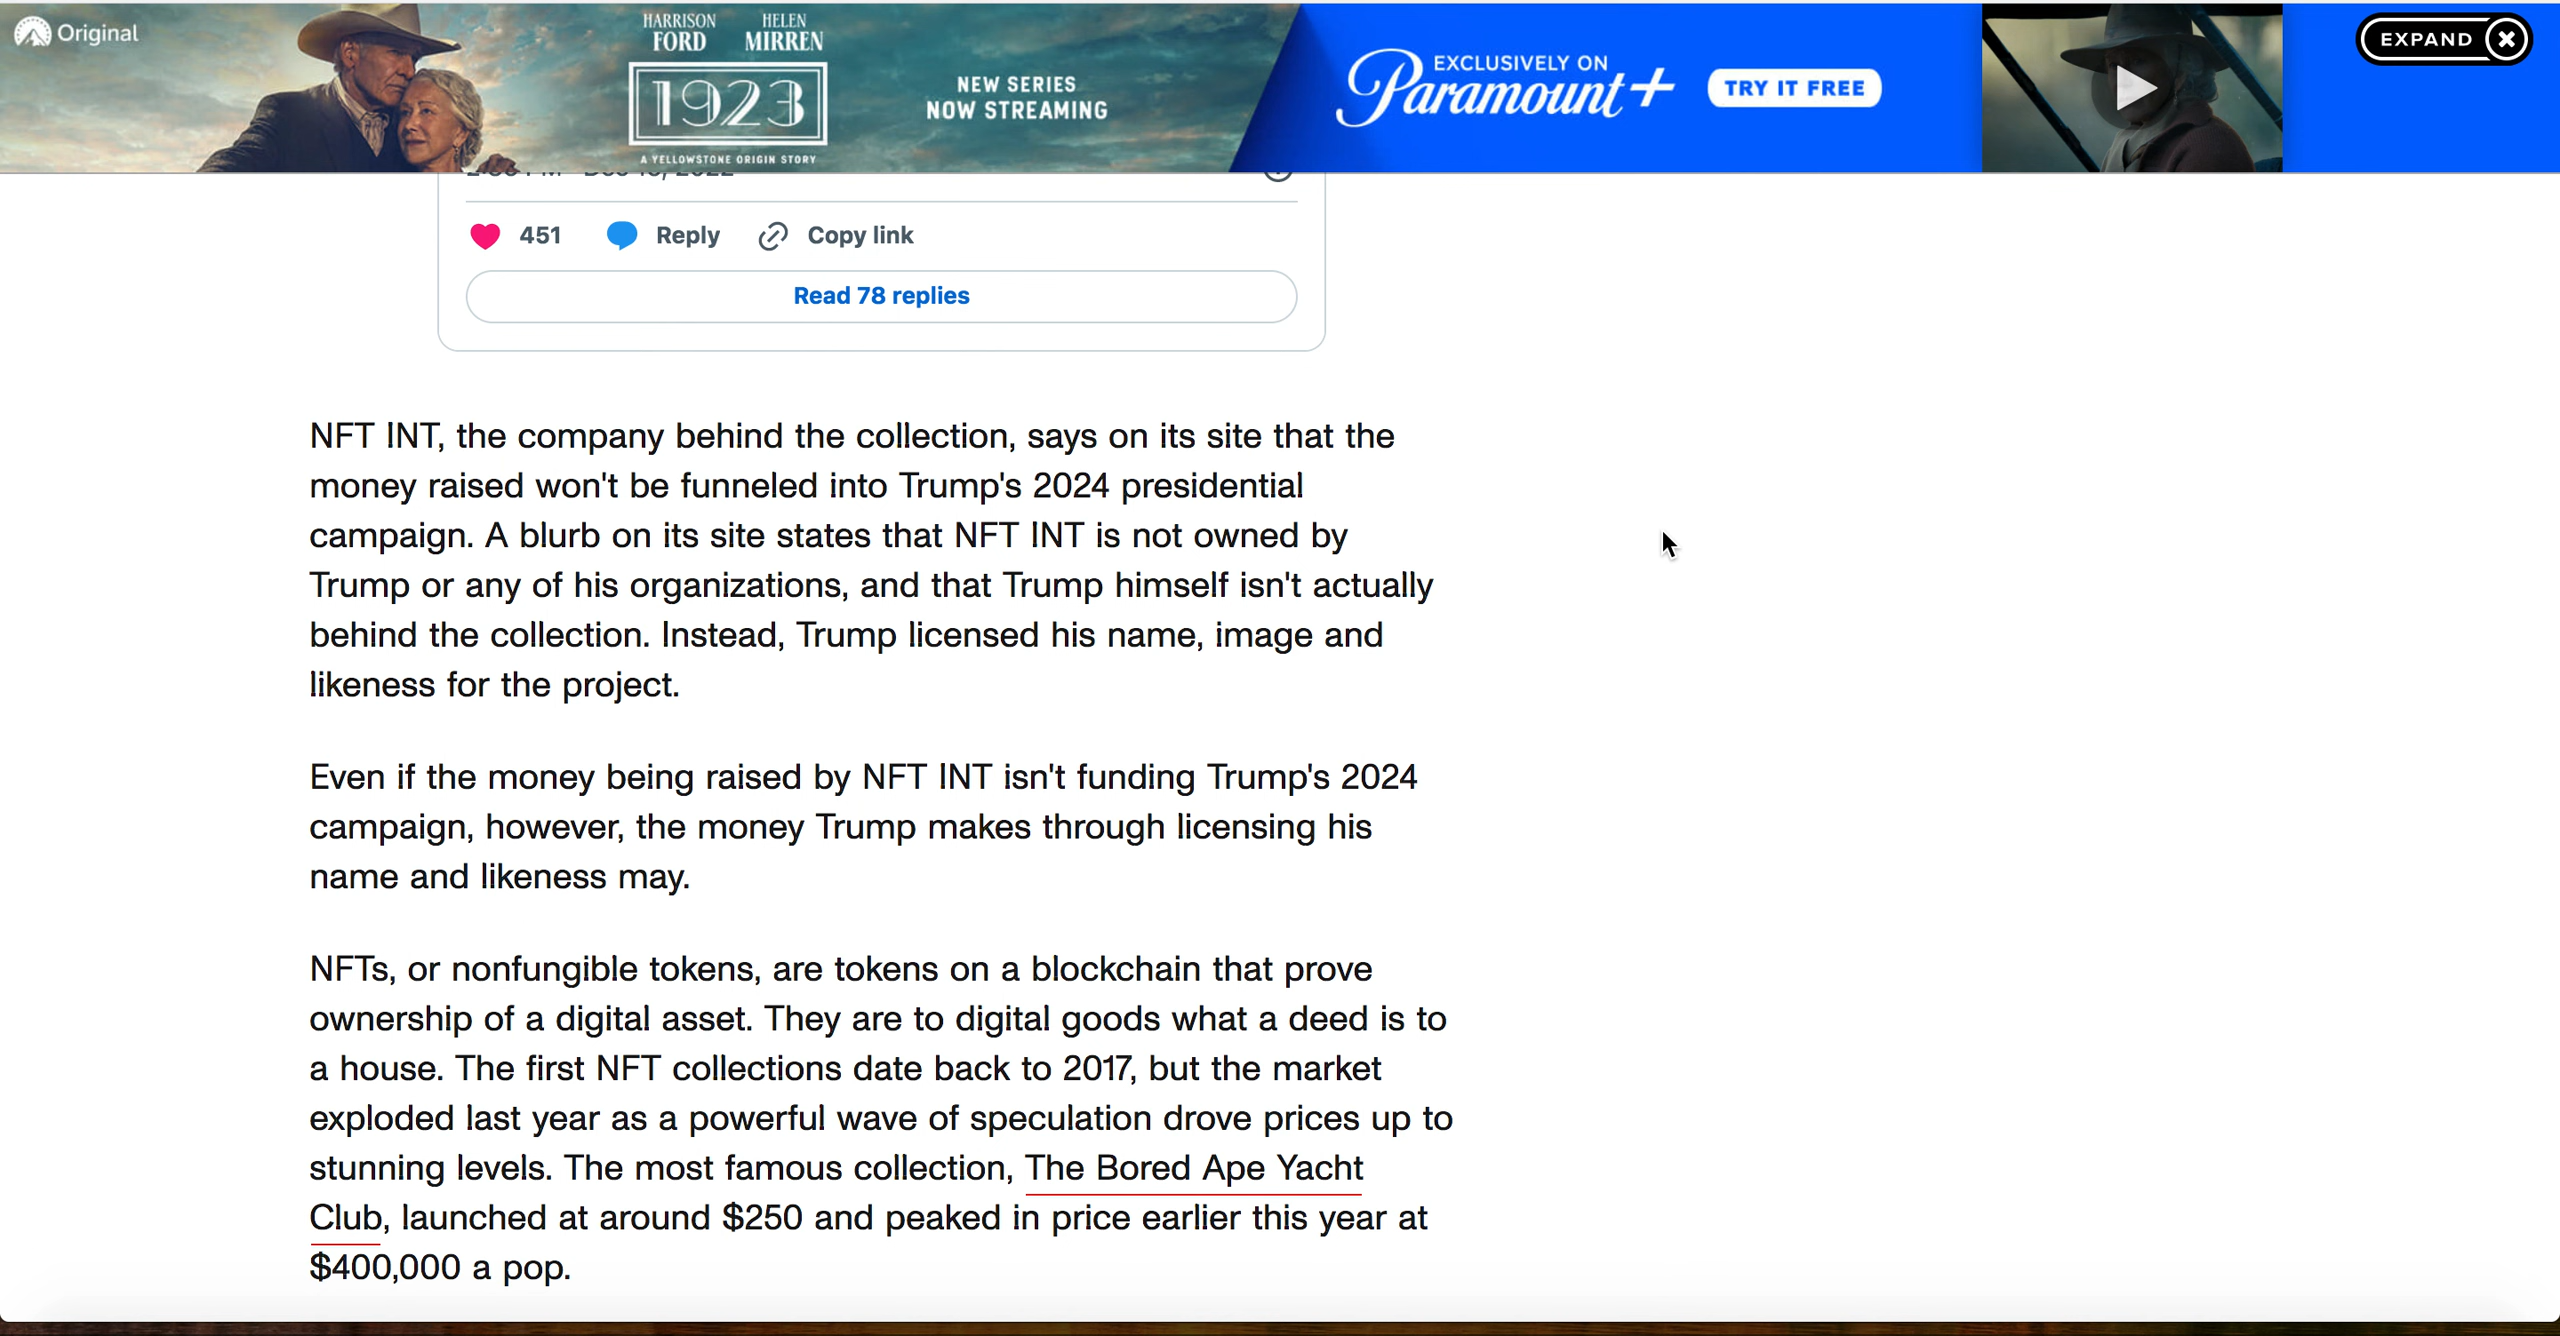 Original
HARRISON FORD
HELEN MIRREN
1923
A YELLOWSTONE ORIGIN STORY
NEW SERIES
NOW STREAMING
EXCLUSIVELY ON
Paramount+
TRY IT FREE
EXPAND
451 Reply Copy link
Read 78 replies
NFT INT, the company behind the collection, says on its site that the
money raised won't be funneled into Trump's 2024 presidential
campaign. A blurb on its site states that NFT INT is not owned by
Trump or any of his organizations, and that Trump himself isn't actually
behind the collection. Instead, Trump licensed his name, image and
likeness for the project.
Even if the money being raised by NFT INT isn't funding Trump's 2024
campaign, however, the money Trump makes through licensing his
name and likeness may.
NFTs, or nonfungible tokens, are tokens on a blockchain that prove
ownership of a digital asset. They are to digital goods what a deed is to
a house. The first NFT collections date back to 2017, but the market
exploded last year as a powerful wave of speculation drove prices up to
stunning levels. The most famous collection, The Bored Ape Yacht
Club, launched at around $250 and peaked in price earlier this year at
$400,000 a pop.